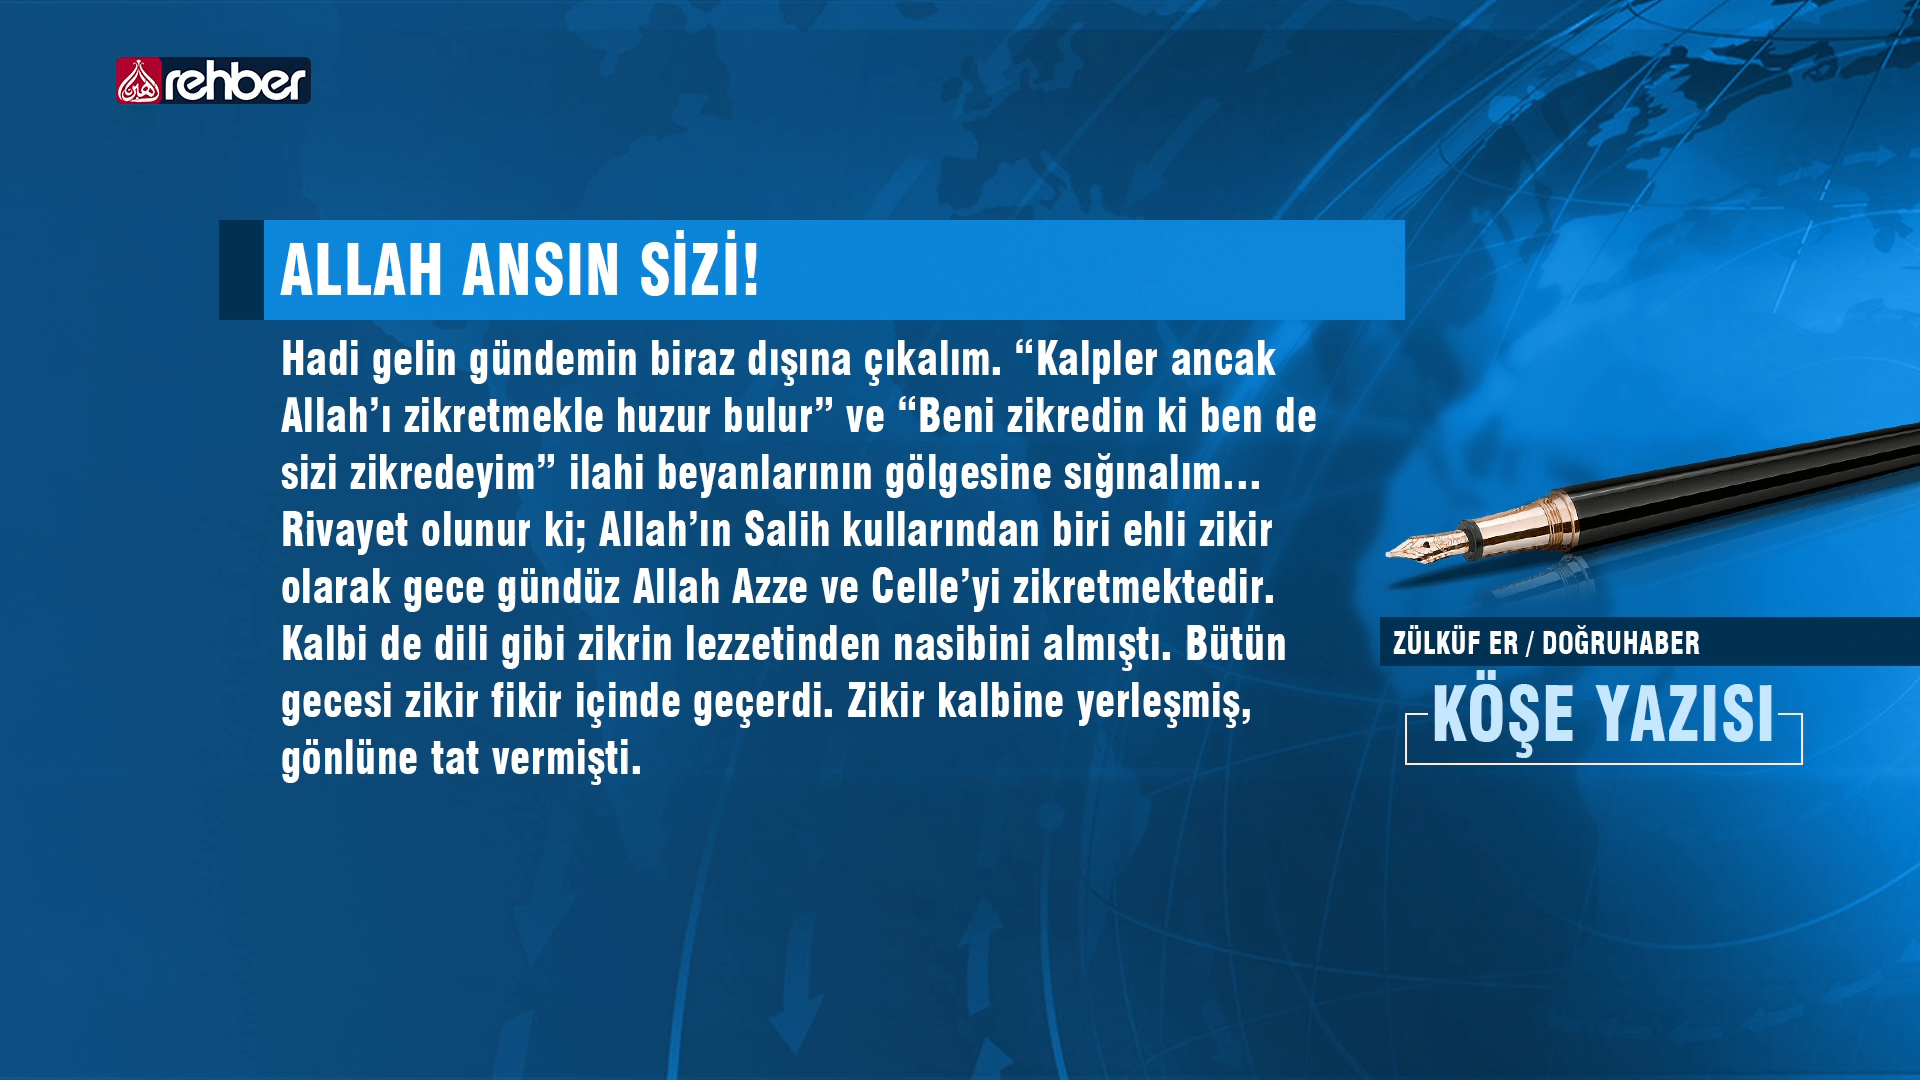 rehber
ALLAH ANSIN SİZİ!
Hadi gelin gündemin biraz dışına çıkalım. “Kalpler ancak
Allah’ı zikretmekle huzur bulur” ve “Beni zikredin ki ben de
sizi zikredeyim” ilahi beyanlarının gölgesine sığınalım...
Rivayet olunur ki; Allah’ın Salih kullarından biri ehli zikir
olarak gece gündüz Allah Azze ve Celle’yi zikretmektedir.
Kalbi de dili gibi zikrin lezzetinden nasibini almıştı. Bütün
gecesi zikir fikir içinde geçerdi. Zikir kalbine yerleşmiş,
gönlüne tat vermişti.
ZÜLKÜF ER / DOĞRUHABER
KÖŞE YAZISI